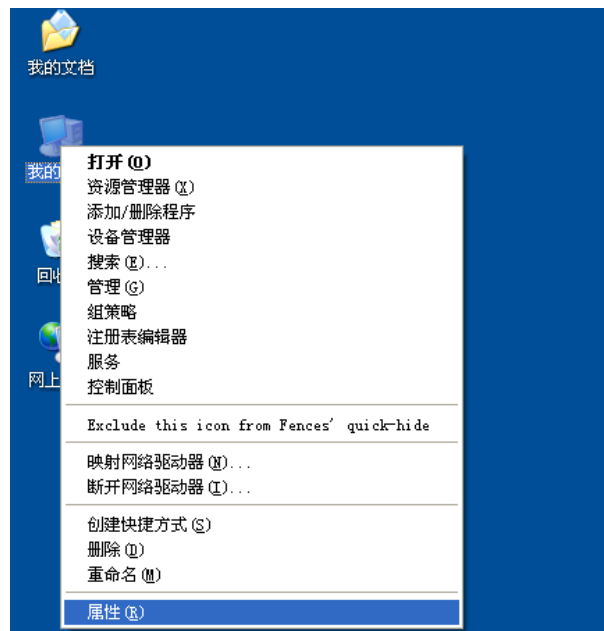 我的文档
我的
回收
网上
打开(O)
资源管理器(X)
添加/删除程序
设备管理器
搜索(E)...
管理(G)
组策略
注册表编辑器
服务
控制面板
Exclude this icon from Fences' quick-hide
映射网络驱动器(N)...
断开网络驱动器(I)...
创建快捷方式(S)
删除(D)
重命名(M)
属性(R)